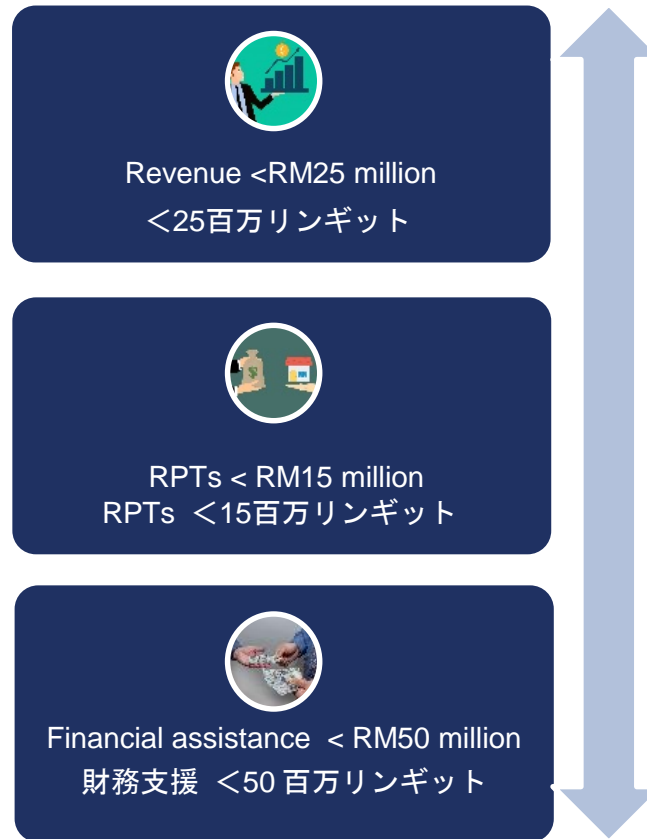 Revenue <RM25 million
＜25百万リンギット
RPTs < RM15 million
RPTs ＜15百万リンギット
Financial assistance < RM50 million
財務支援 ＜50 百万リンギット